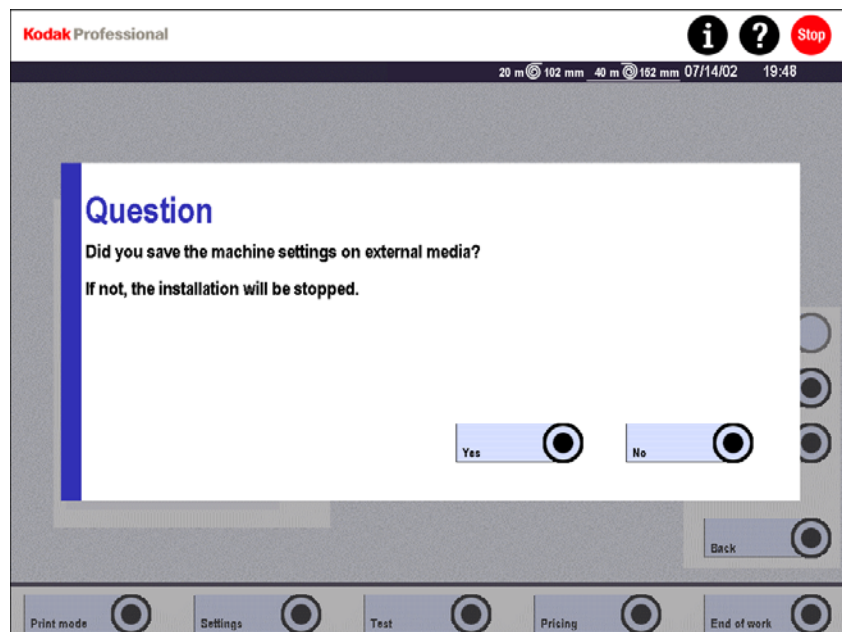 Kodak Professional
i ? Stop
20 m 102 mm 40 m 152 mm 07/14/02 19:48
Question
Did you save the machine settings on external media?
If not, the installation will be stopped.
Yes No
Back
Print mode Settings Test Pricing End of work